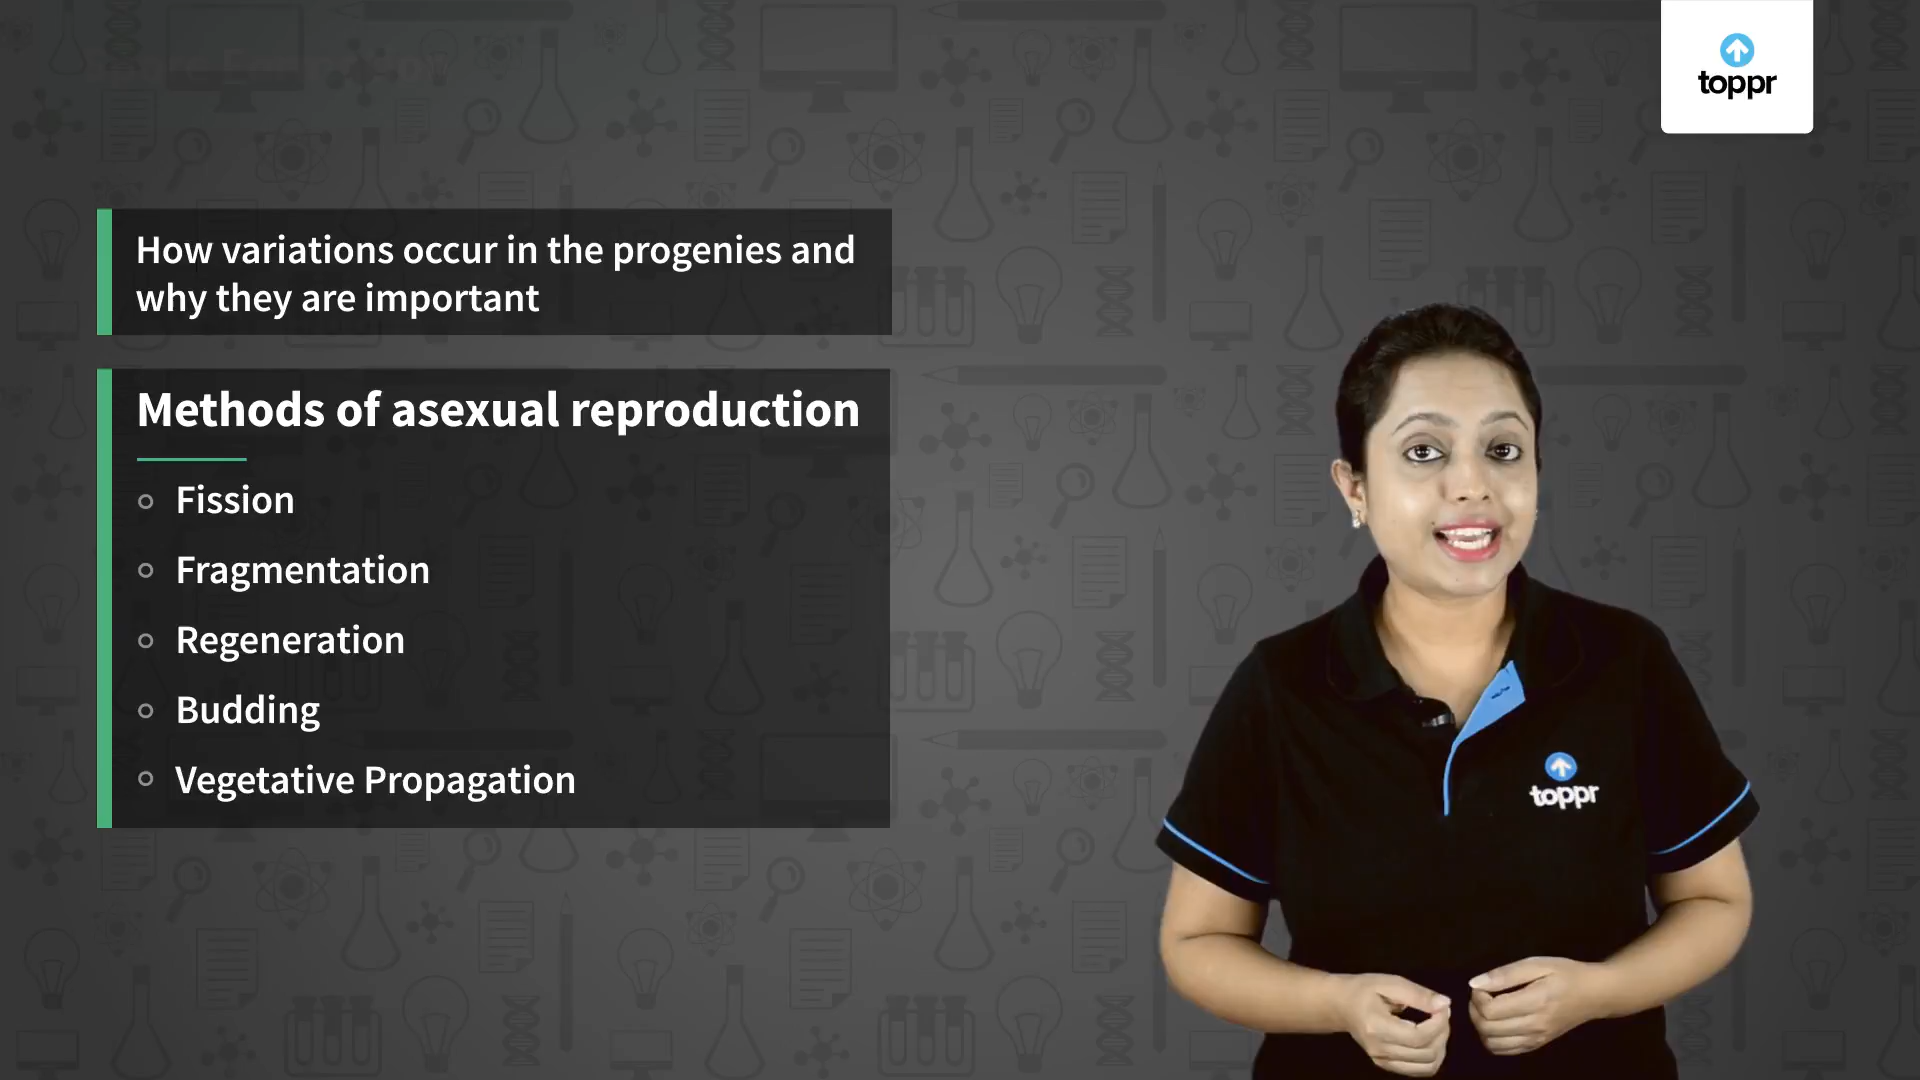 toppr
How variations occur in the progenies and
why they are important
Methods of asexual reproduction
Fission
Fragmentation
Regeneration
Budding
Vegetative Propagation
toppr